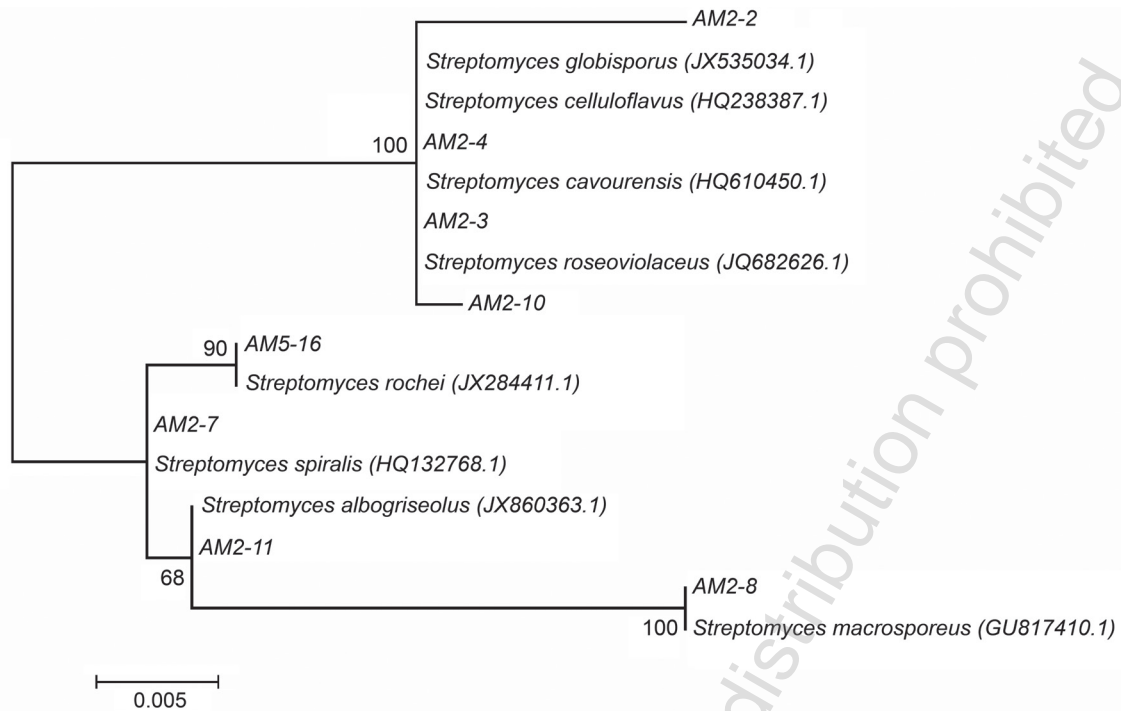 AM2-2
Streptomyces globisporus (JX535034.1)
Streptomyces celluloflavus (HQ238387.1)
100
AM2-4
Streptomyces cavourensis (HQ610450.1)
AM2-3
Streptomyces roseoviolaceus (JQ682626.1)
AM2-10
90
AM5-16
Streptomyces rochei (JX284411.1)
AM2-7
Streptomyces spiralis (HQ132768.1)
Streptomyces albogriseolus (JX860363.1)
AM2-11
68
AM2-8
100
Streptomyces macrosporeus (GU817410.1)
0.005
distribution prohibited